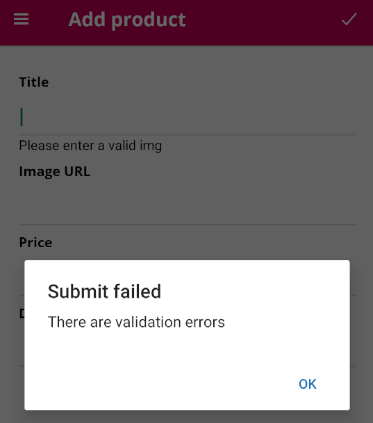 Add product
Title
Please enter a valid img
Image URL
Price
Submit failed
There are validation errors
OK